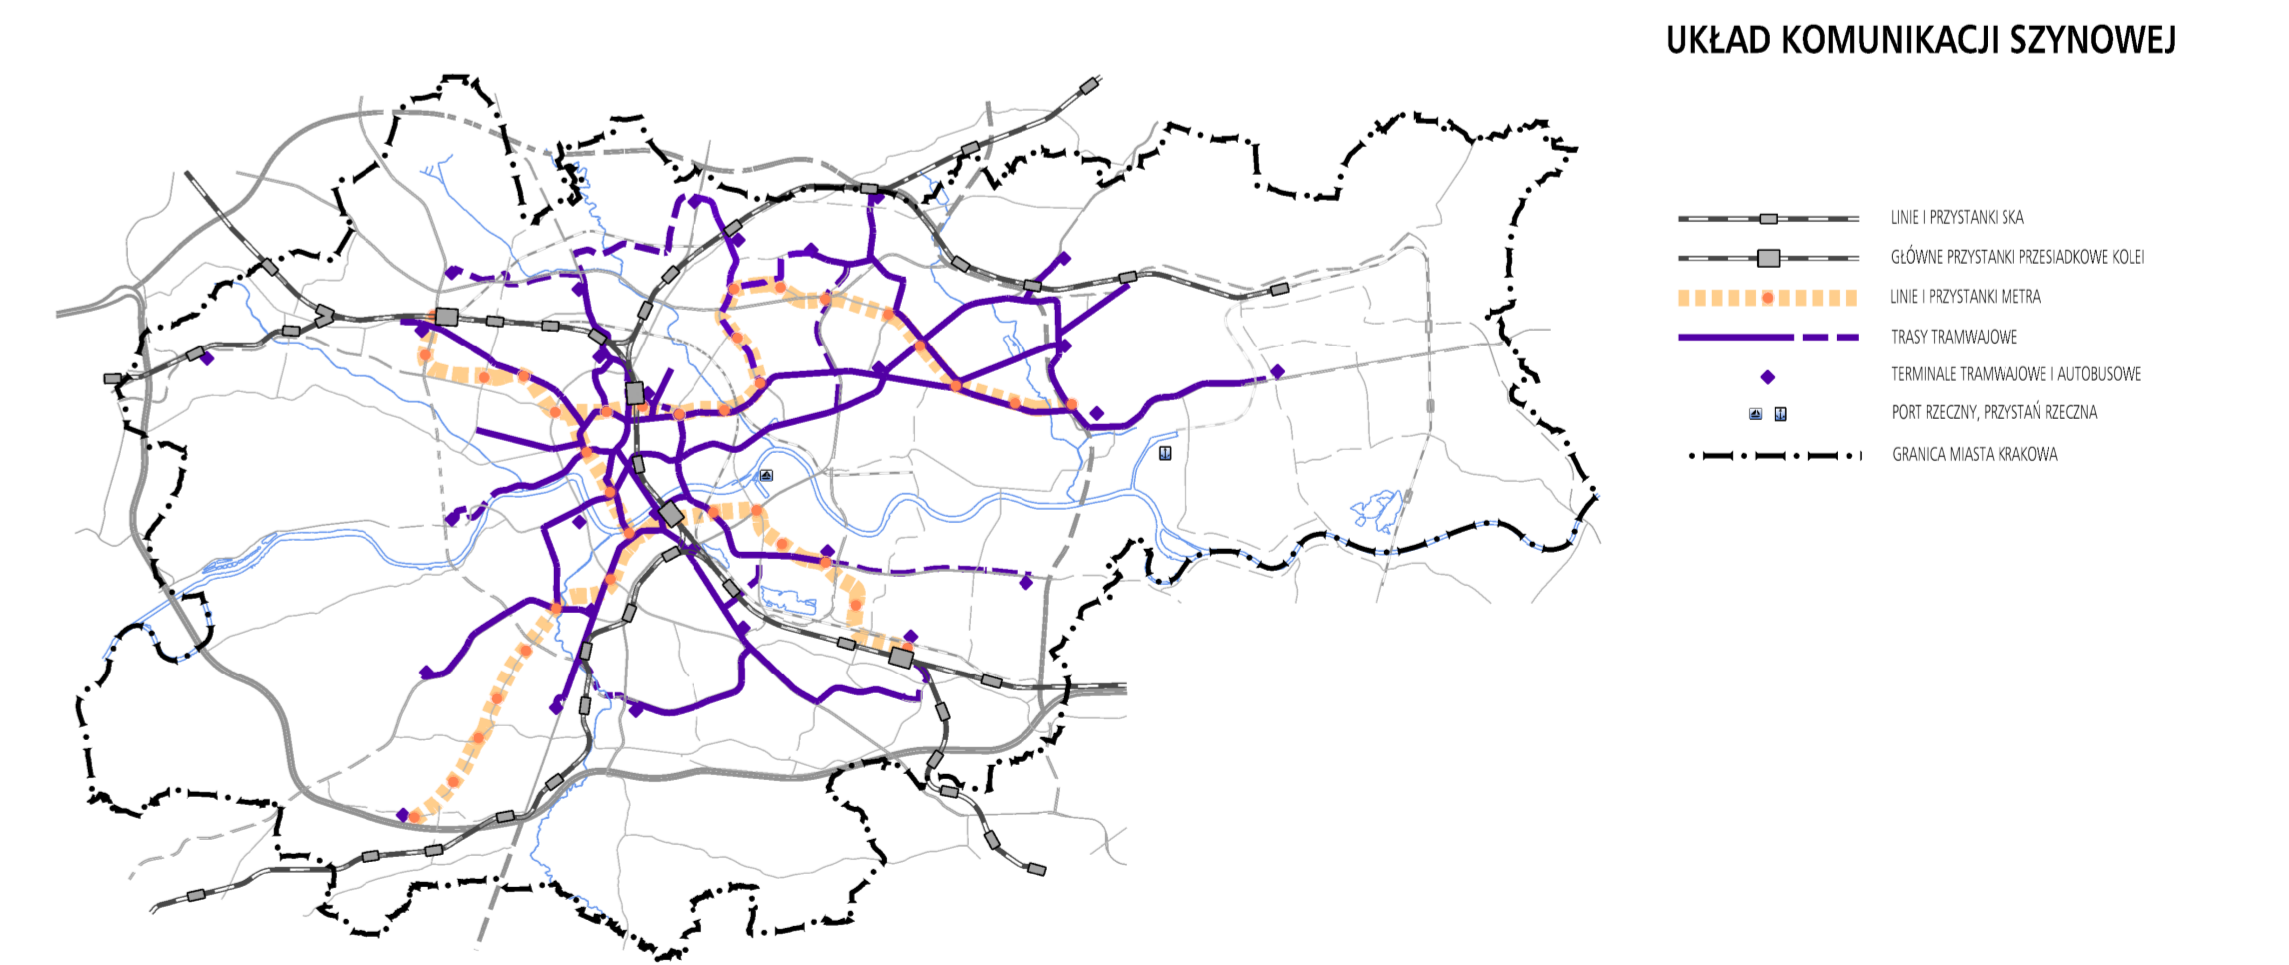 UKŁAD KOMUNIKACJI SZYNOWEJ
LINIE I PRZYSTANKI SKA
GŁÓWNE PRZYSTANKI PRZESIADKOWE KOLEI
LINIE I PRZYSTANKI METRA
TRASY TRAMWAJOWE
TERMINALE TRAMWAJOWE I AUTOBUSOWE
PORT RZECZNY, PRZYSTAŃ RZECZNA
GRANICA MIASTA KRAKOWA